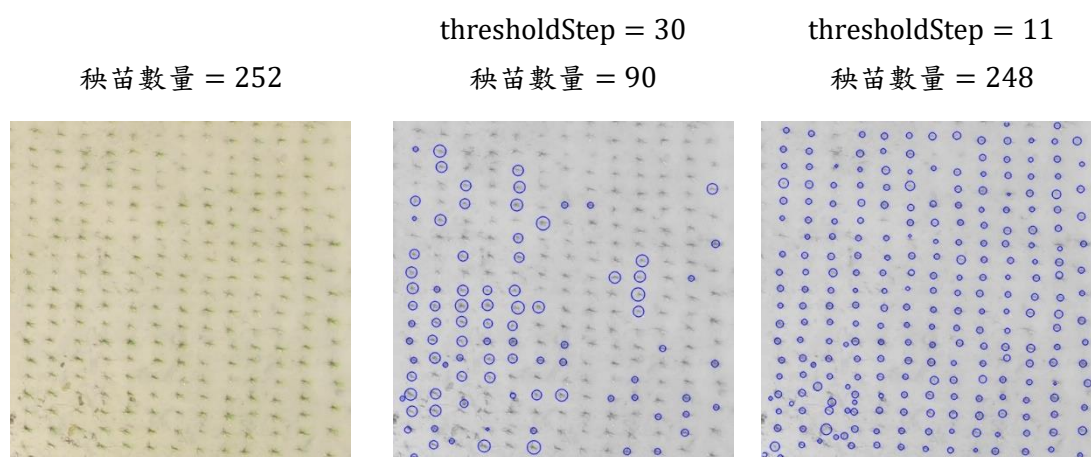 thresholdStep = 30
thresholdStep = 11
秧苗數量 = 252
秧苗數量 = 90
秧苗數量 = 248